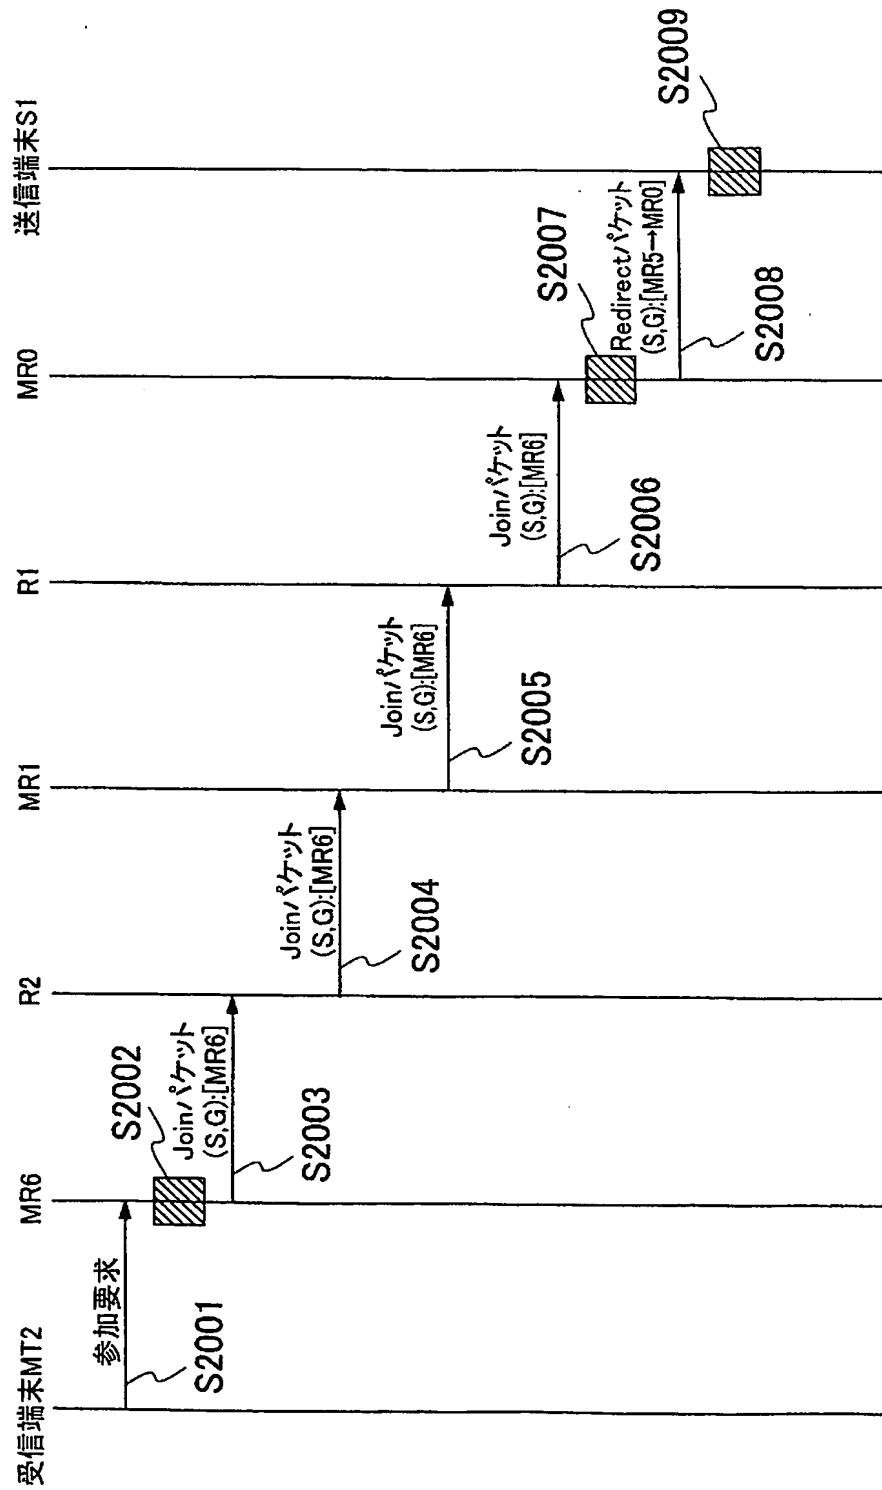 受信端末MT2
MR6
R2
MR1
R1
MR0
送信端末S1
参加要求
S2001
S2002
Joinパケット
(S,G):[MR6]
S2003
Joinパケット
(S,G):[MR6]
S2004
Joinパケット
(S,G):[MR6]
S2005
Joinパケット
(S,G):[MR6]
S2006
S2007
Redirectパケット
(S,G):[MR5→MR0]
S2008
S2009